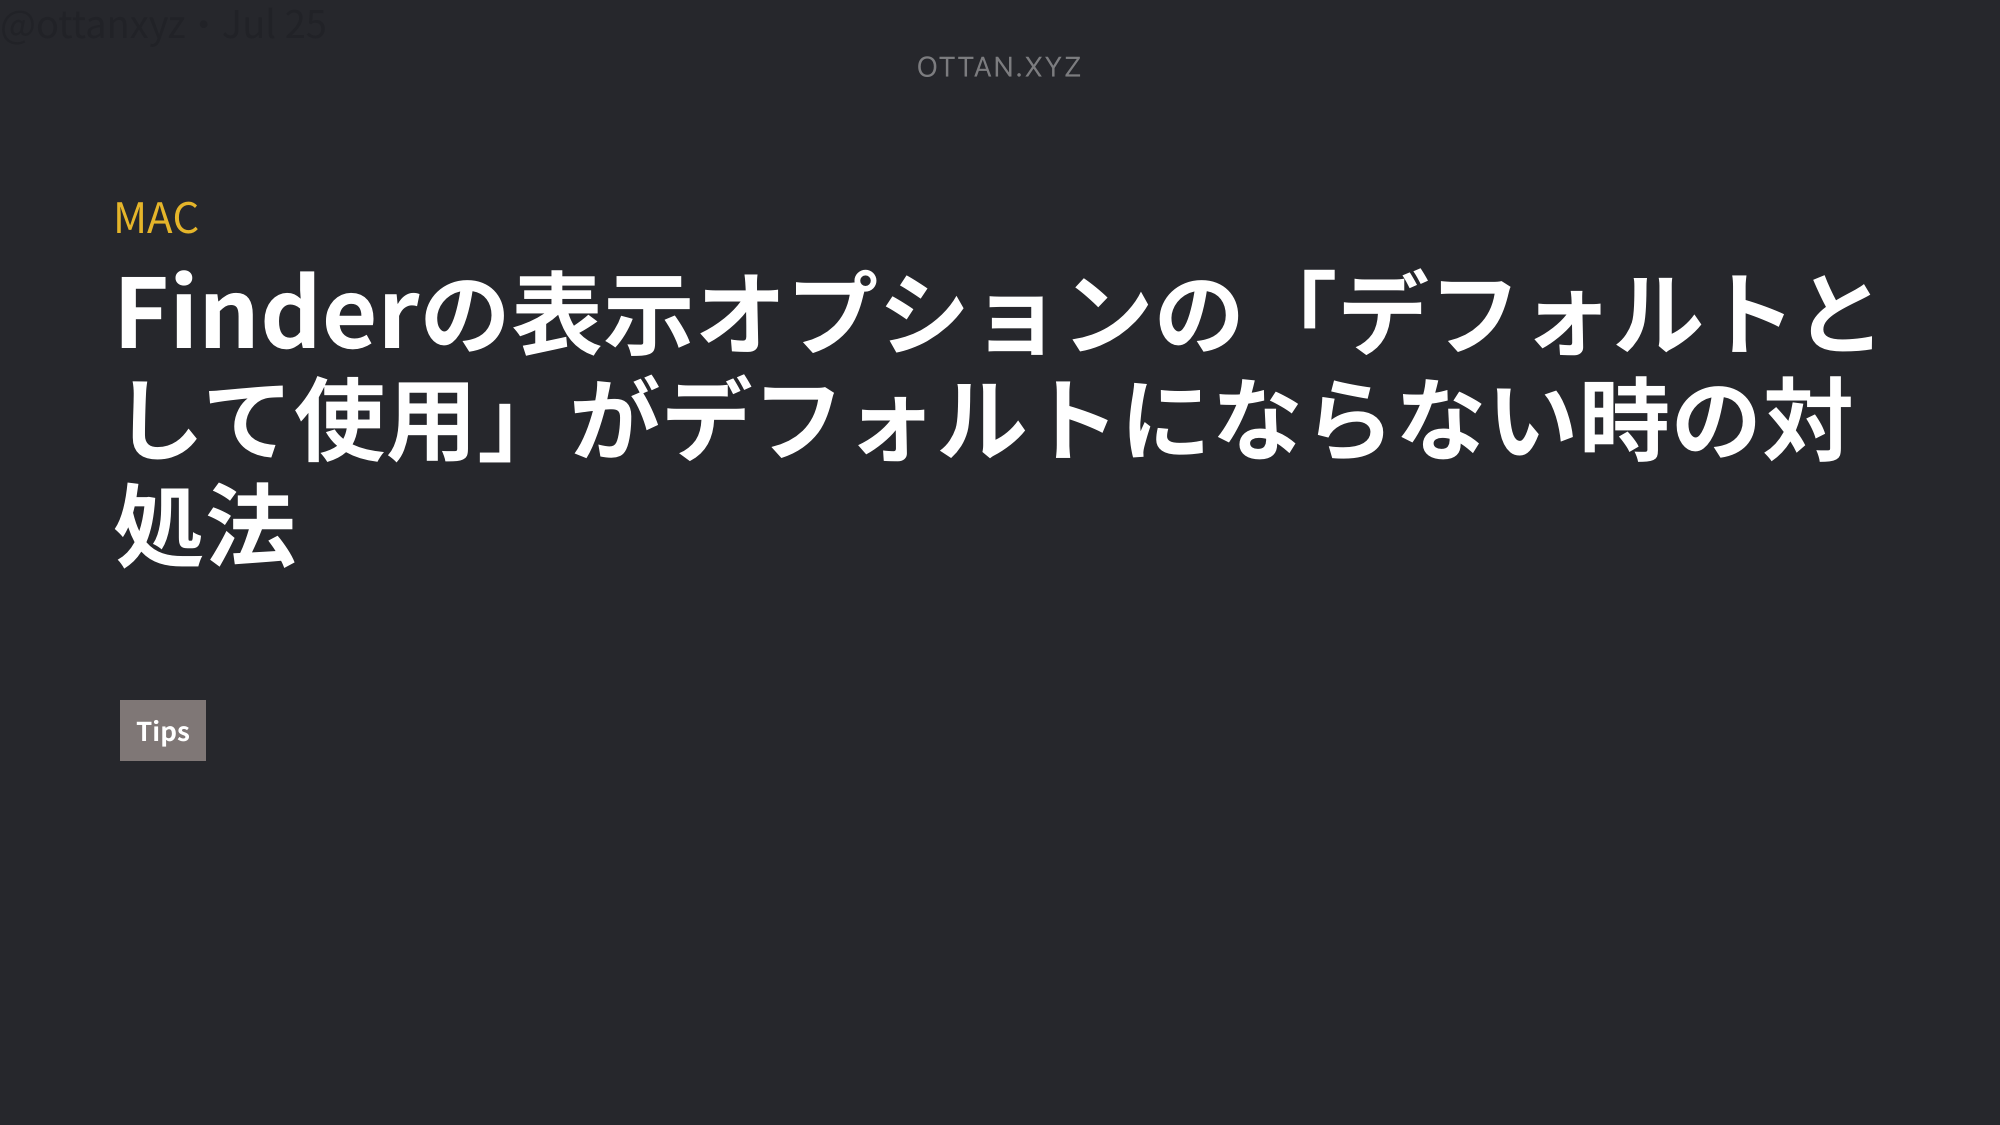 @ottanxyz・Jul 25
OTTAN.XYZ
MAC
Finderの表示オプションの「デフォルトと
して使用」がデフォルトにならない時の対
処法
Tips